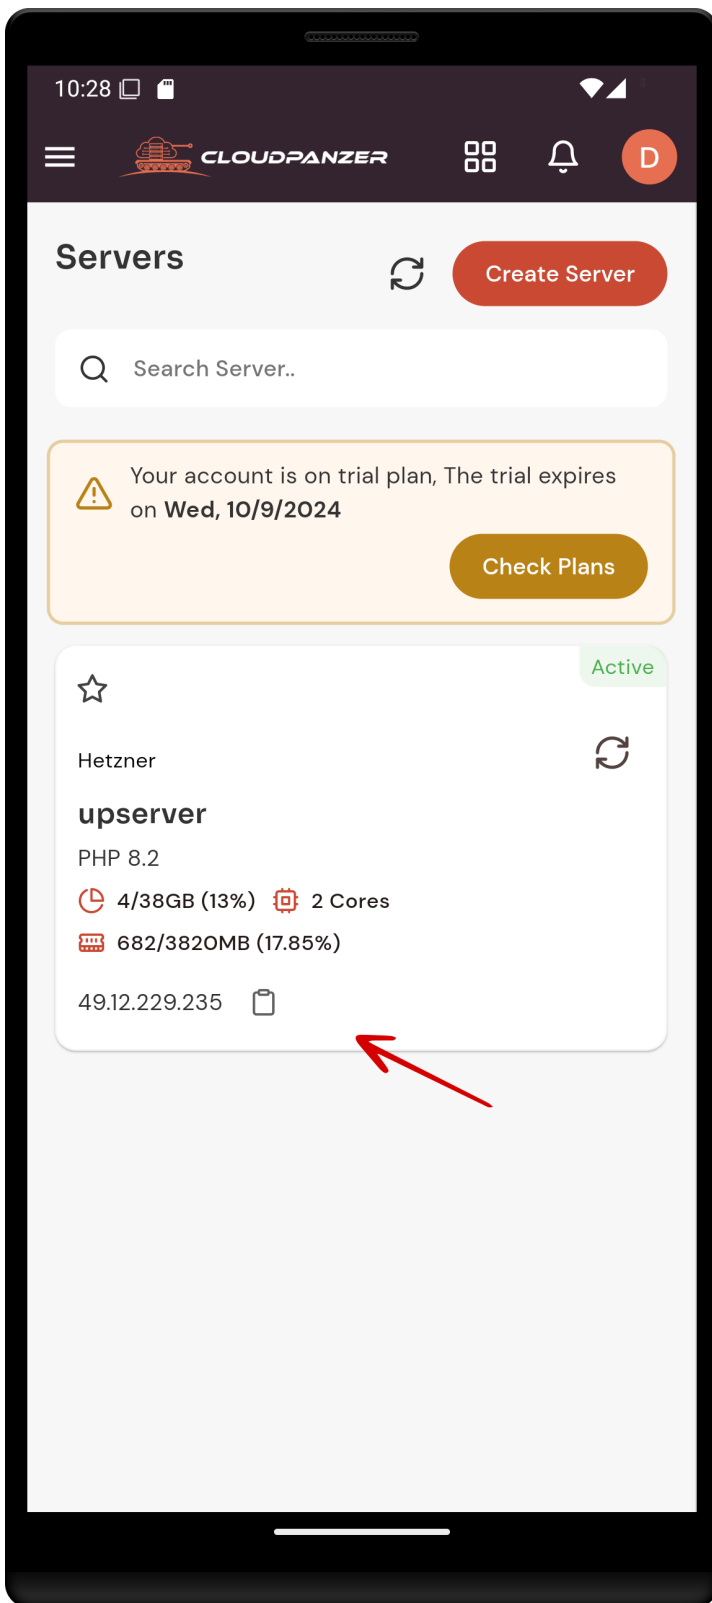 10:28
CLOUDPANZER
D
Servers
Create Server
Search Server..
Your account is on trial plan, The trial expires
on Wed, 10/9/2024
Check Plans
Active
Hetzner
upserver
PHP 8.2
4/38GB (13%) 2 Cores
682/3820MB (17.85%)
49.12.229.235